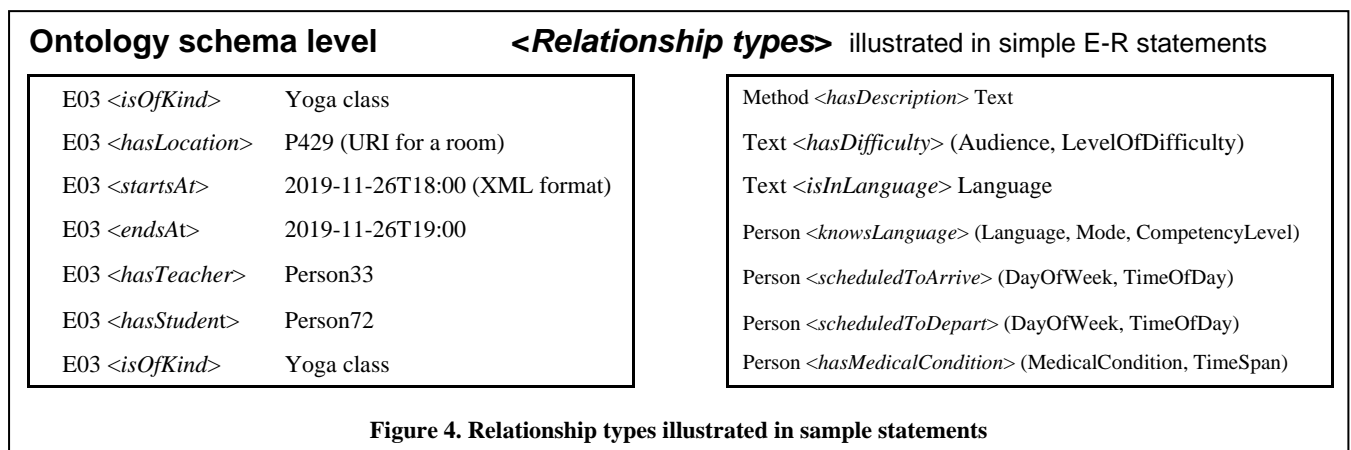 Ontology schema level <Relationship types> illustrated in simple E-R statements
E03 <isOfKind> Yoga class
E03 <hasLocation> P429 (URI for a room)
E03 <startsAt> 2019-11-26T18:00 (XML format)
E03 <endsAt> 2019-11-26T19:00
E03 <hasTeacher> Person33
E03 <hasStudent> Person72
E03 <isOfKind> Yoga class
Method <hasDescription> Text
Text <hasDifficulty> (Audience, LevelOfDifficulty)
Text <isInLanguage> Language
Person <knowsLanguage> (Language, Mode, CompetencyLevel)
Person <scheduledToArrive> (DayOfWeek, TimeOfDay)
Person <scheduledToDepart> (DayOfWeek, TimeOfDay)
Person <hasMedicalCondition> (MedicalCondition, TimeSpan)
Figure 4. Relationship types illustrated in sample statements